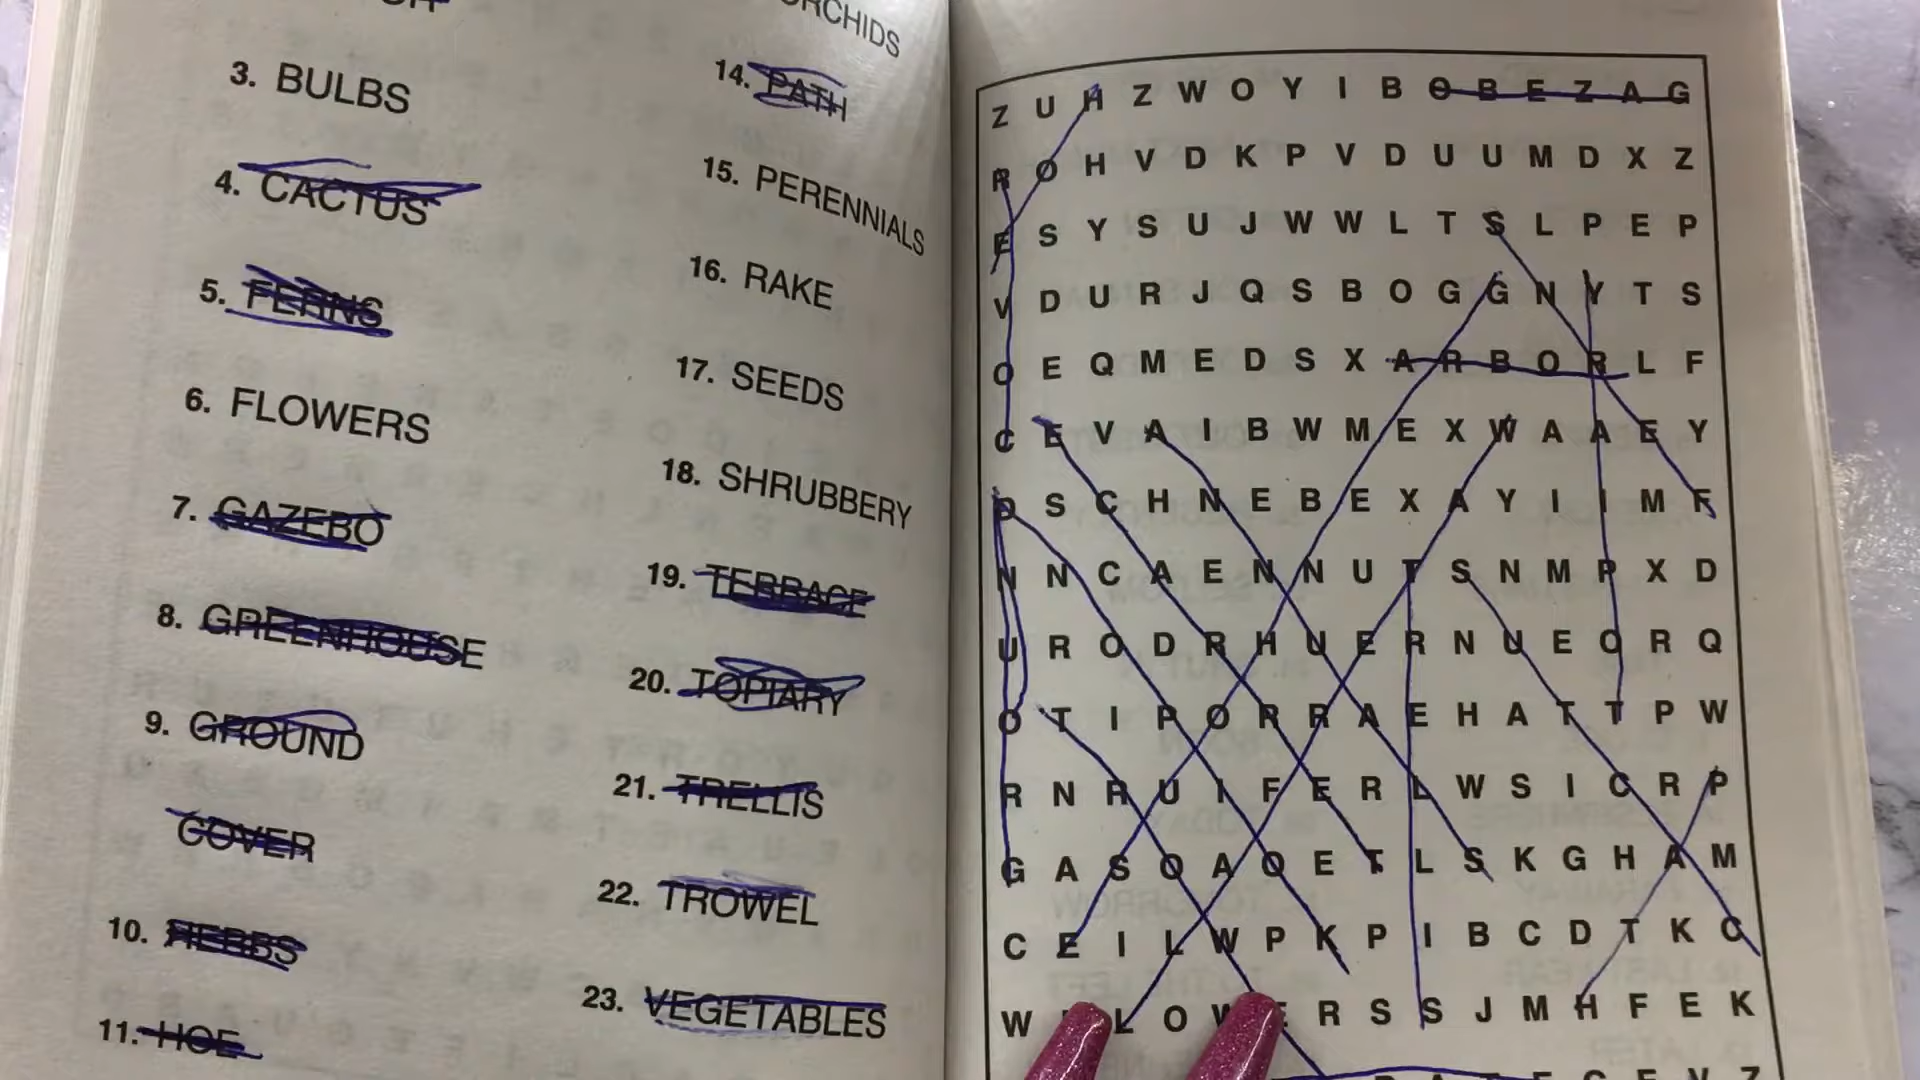 ORCHIDS
3. BULBS
4. CACTUS
5. FERNS
6. FLOWERS
7. GAZEBO
8. GREENHOUSE
9. GROUND
COVER
10. HERBS
11. HOE
14. PATH
15. PERENNIALS
16. RAKE
17. SEEDS
18. SHRUBBERY
19. TERRACE
20. TOPIARY
21. TRELLIS
22. TROWEL
23. VEGETABLES
Z U H Z W O Y I B O B E Z A G
R O H V D K P V D U U M D X Z
E S Y S U J W W L T S L P E P
V D U R J Q S B O G G N Y T S
O E Q M E D S X A R B O R L F
C E V A I B W M E X W A A E Y
D S C H N E B E X A Y I I M R
N N C A E N N U T S N M P X D
U R O D R H U E R N U E O R Q
O T I P O R R A E H A T T P W
R N R U I F E R L W S I C R P
G A S O A O E T L S K G H A M
C E I L W P K P I B C D T K C
W L O W E R S S J M H F E K